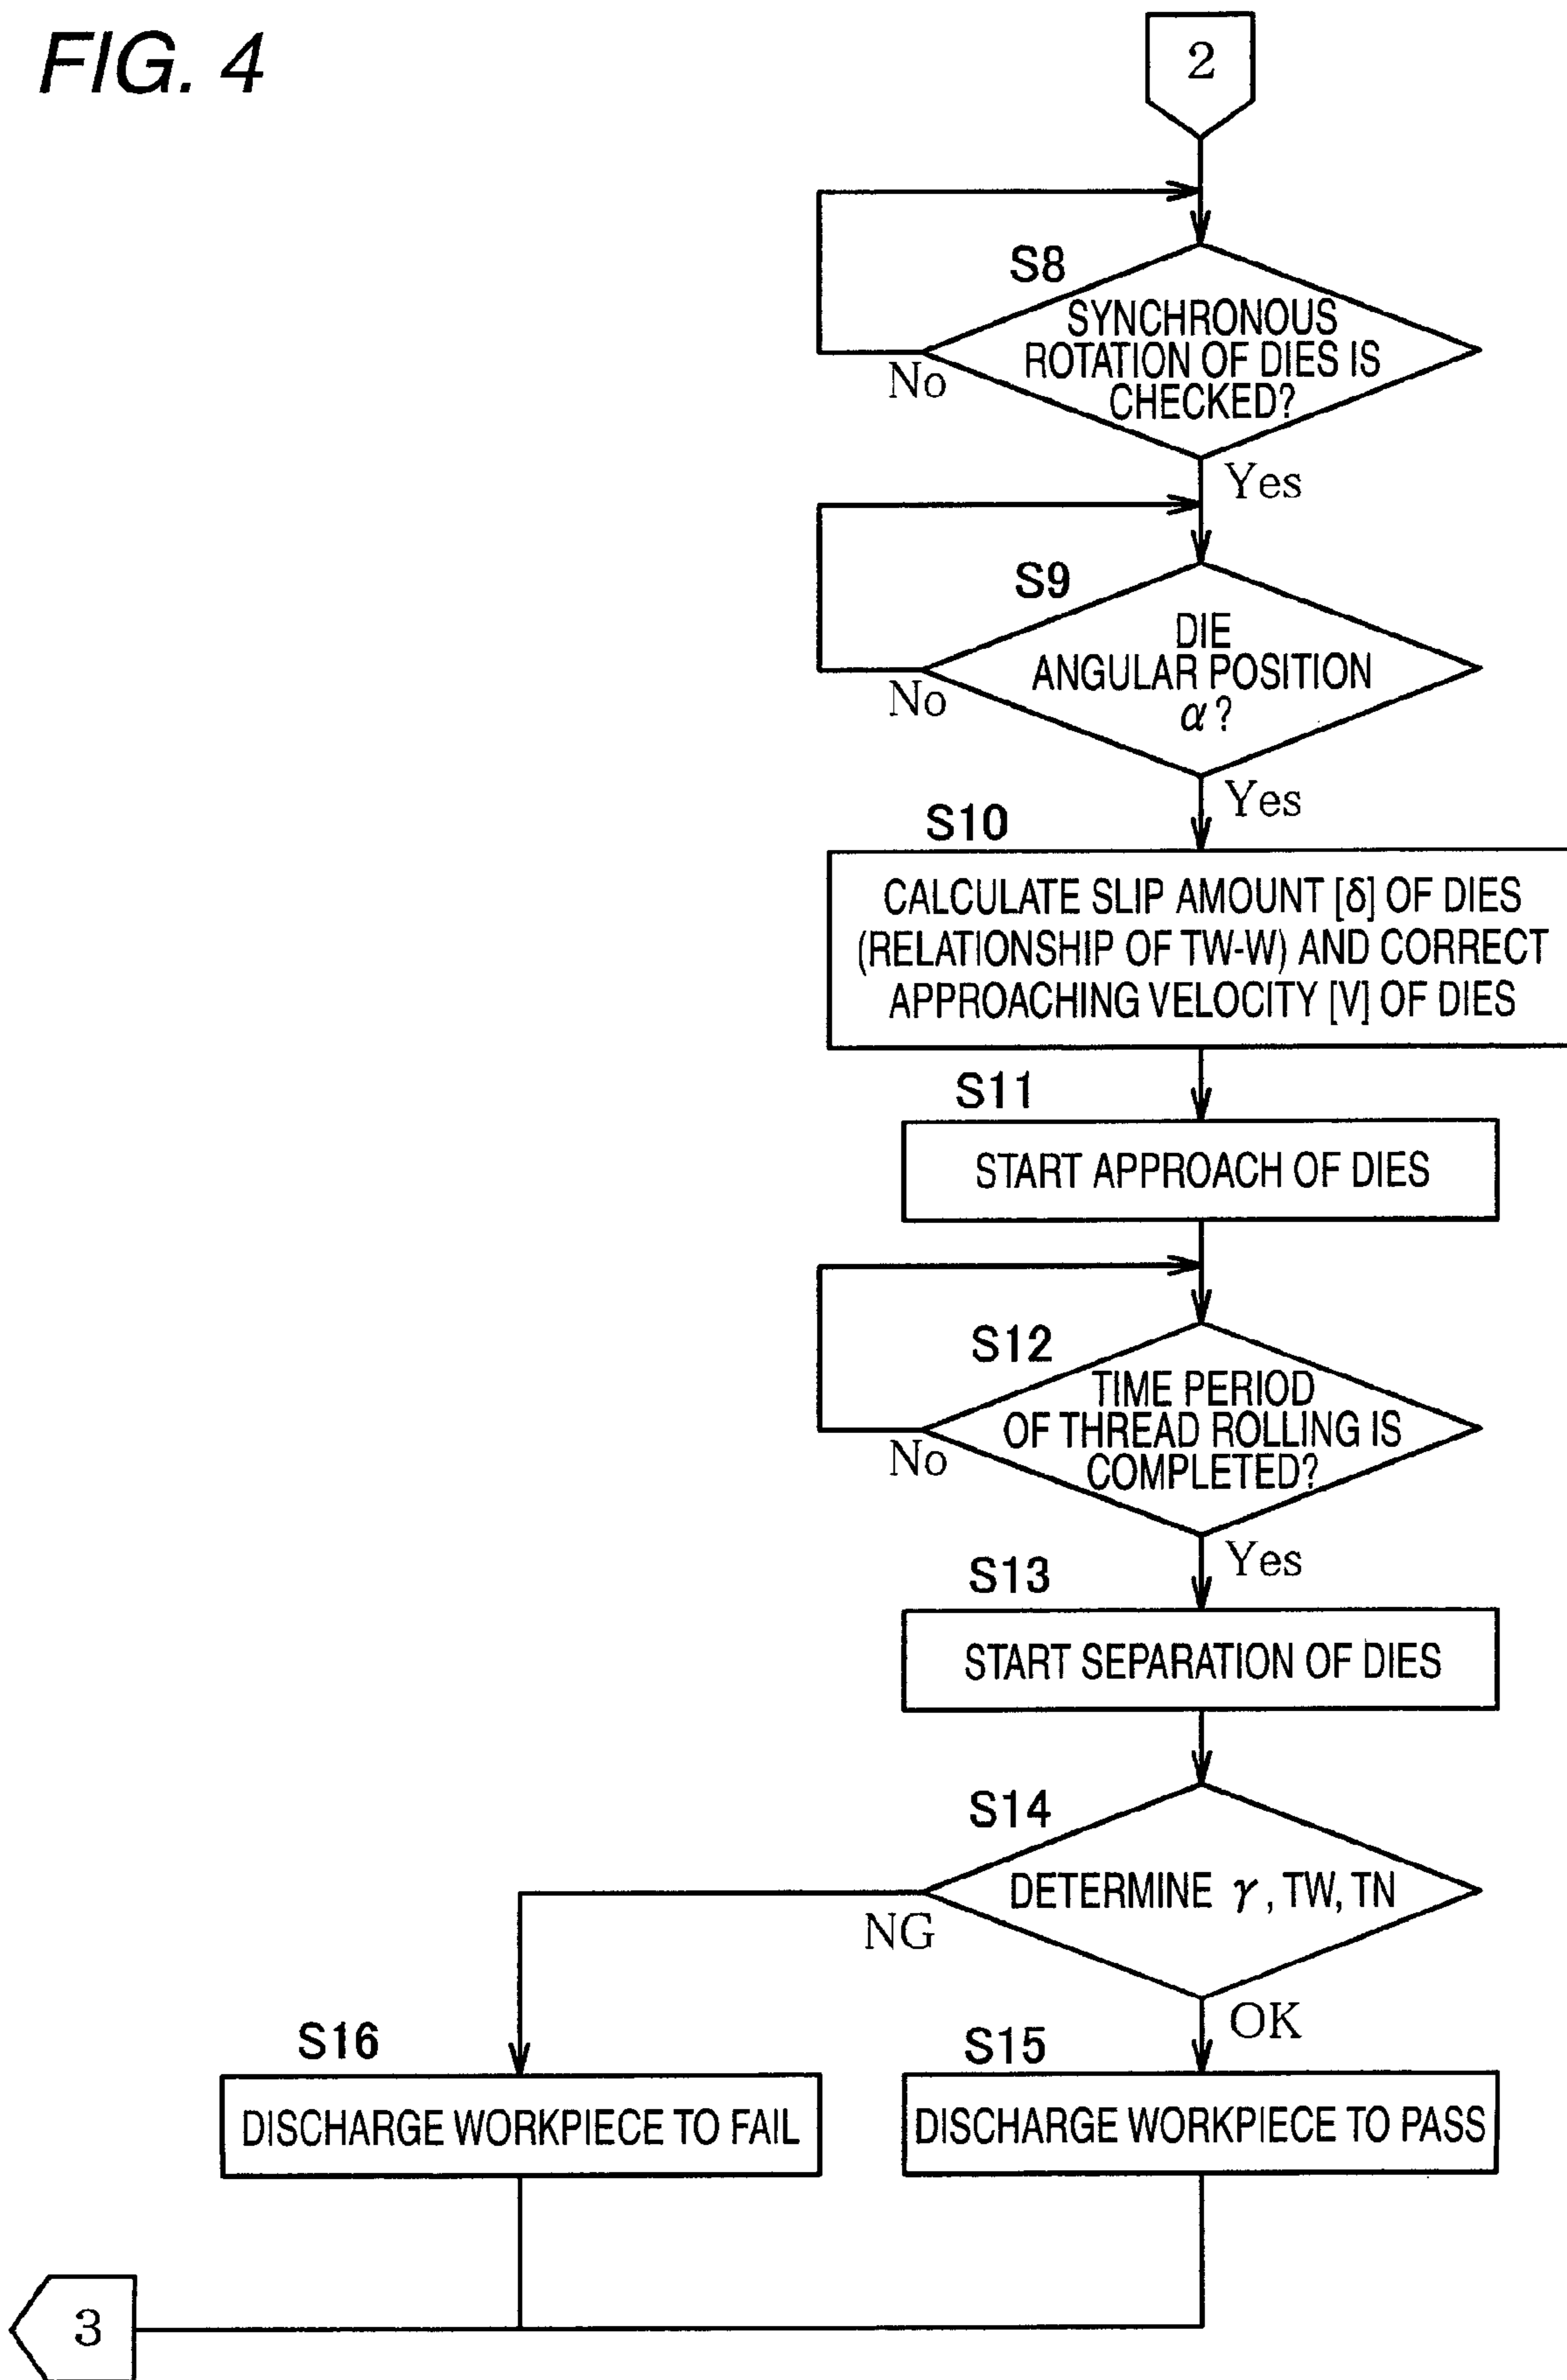 FIG. 4
2
S8
SYNCHRONOUS
ROTATION OF DIES IS
CHECKED?
No
Yes
S9
DIE
ANGULAR POSITION
α?
No
Yes
S10
CALCULATE SLIP AMOUNT [δ] OF DIES
(RELATIONSHIP OF TW-W) AND CORRECT
APPROACHING VELOCITY [V] OF DIES
S11
START APPROACH OF DIES
S12
TIME PERIOD
OF THREAD ROLLING IS
COMPLETED?
No
Yes
S13
START SEPARATION OF DIES
S14
DETERMINE γ, TW, TN
NG
OK
S16
DISCHARGE WORKPIECE TO FAIL
S15
DISCHARGE WORKPIECE TO PASS
3